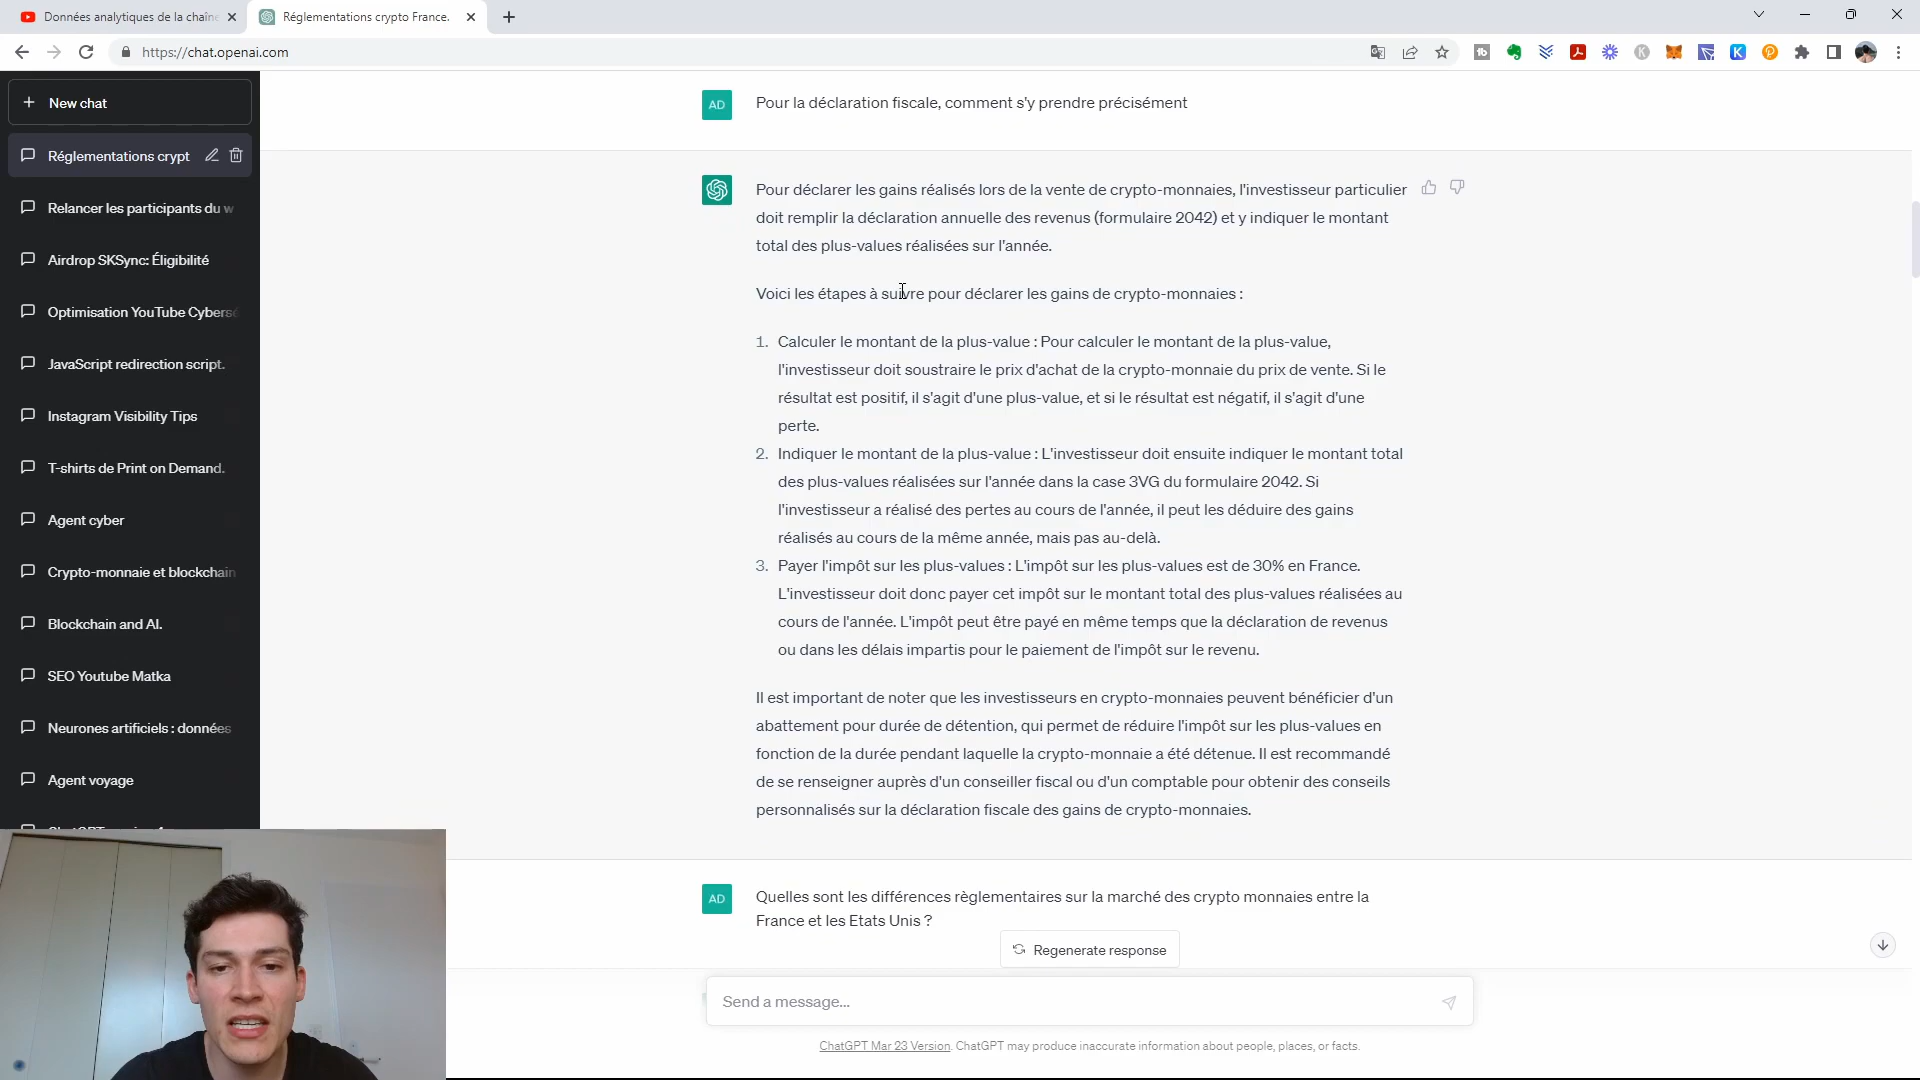 Données analytiques de la chaîne
Réglementations crypto France.
https://chat.openai.com
New chat
Réglementations crypt
Relancer les participants du w
Airdrop SKSync: Éligibilité
Optimisation YouTube Cybersé
JavaScript redirection script.
Instagram Visibility Tips
T-shirts de Print on Demand.
Agent cyber
Crypto-monnaie et blockchain
Blockchain and AI.
SEO Youtube Matka
Neurones artificiels : données
Agent voyage
AD
Pour la déclaration fiscale, comment s'y prendre précisément
Pour déclarer les gains réalisés lors de la vente de crypto-monnaies, l'investisseur particulier
doit remplir la déclaration annuelle des revenus (formulaire 2042) et y indiquer le montant
total des plus-values réalisées sur l'année.
Voici les étapes à suivre pour déclarer les gains de crypto-monnaies :
1. Calculer le montant de la plus-value : Pour calculer le montant de la plus-value,
l'investisseur doit soustraire le prix d'achat de la crypto-monnaie du prix de vente. Si le
résultat est positif, il s'agit d'une plus-value, et si le résultat est négatif, il s'agit d'une
perte.
2. Indiquer le montant de la plus-value : L'investisseur doit ensuite indiquer le montant total
des plus-values réalisées sur l'année dans la case 3VG du formulaire 2042. Si
l'investisseur a réalisé des pertes au cours de l'année, il peut les déduire des gains
réalisés au cours de la même année, mais pas au-delà.
3. Payer l'impôt sur les plus-values : L'impôt sur les plus-values est de 30% en France.
L'investisseur doit donc payer cet impôt sur le montant total des plus-values réalisées au
cours de l'année. L'impôt peut être payé en même temps que la déclaration de revenus
ou dans les délais impartis pour le paiement de l'impôt sur le revenu.
Il est important de noter que les investisseurs en crypto-monnaies peuvent bénéficier d'un
abattement pour durée de détention, qui permet de réduire l'impôt sur les plus-values en
fonction de la durée pendant laquelle la crypto-monnaie a été détenue. Il est recommandé
de se renseigner auprès d'un conseiller fiscal ou d'un comptable pour obtenir des conseils
personnalisés sur la déclaration fiscale des gains de crypto-monnaies.
AD
Quelles sont les différences règlementaires sur la marché des crypto monnaies entre la
France et les Etats Unis ?
Regenerate response
Send a message...
ChatGPT Mar 23 Version. ChatGPT may produce inaccurate information about people, places, or facts.